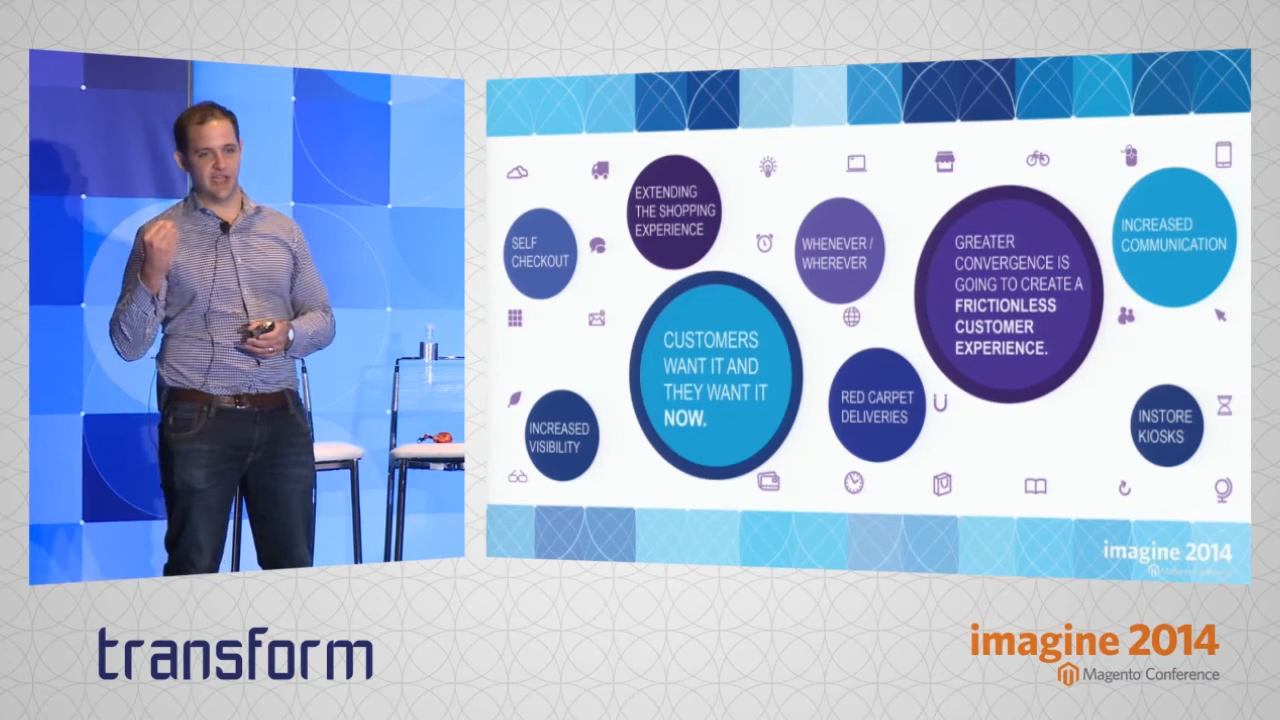 EXTENDING
THE SHOPPING
EXPERIENCE
SELF
CHECKOUT
WHENEVER /
WHEREVER
GREATER
CONVERGENCE IS
GOING TO CREATE A
FRICTIONLESS
CUSTOMER
EXPERIENCE.
INCREASED
COMMUNICATION
CUSTOMERS
WANT IT AND
THEY WANT IT
NOW.
RED CARPET
DELIVERIES
INCREASED
VISIBILITY
INSTORE
KIOSKS
imagine 2014
Magento Conference
transform
imagine 2014
Magento Conference